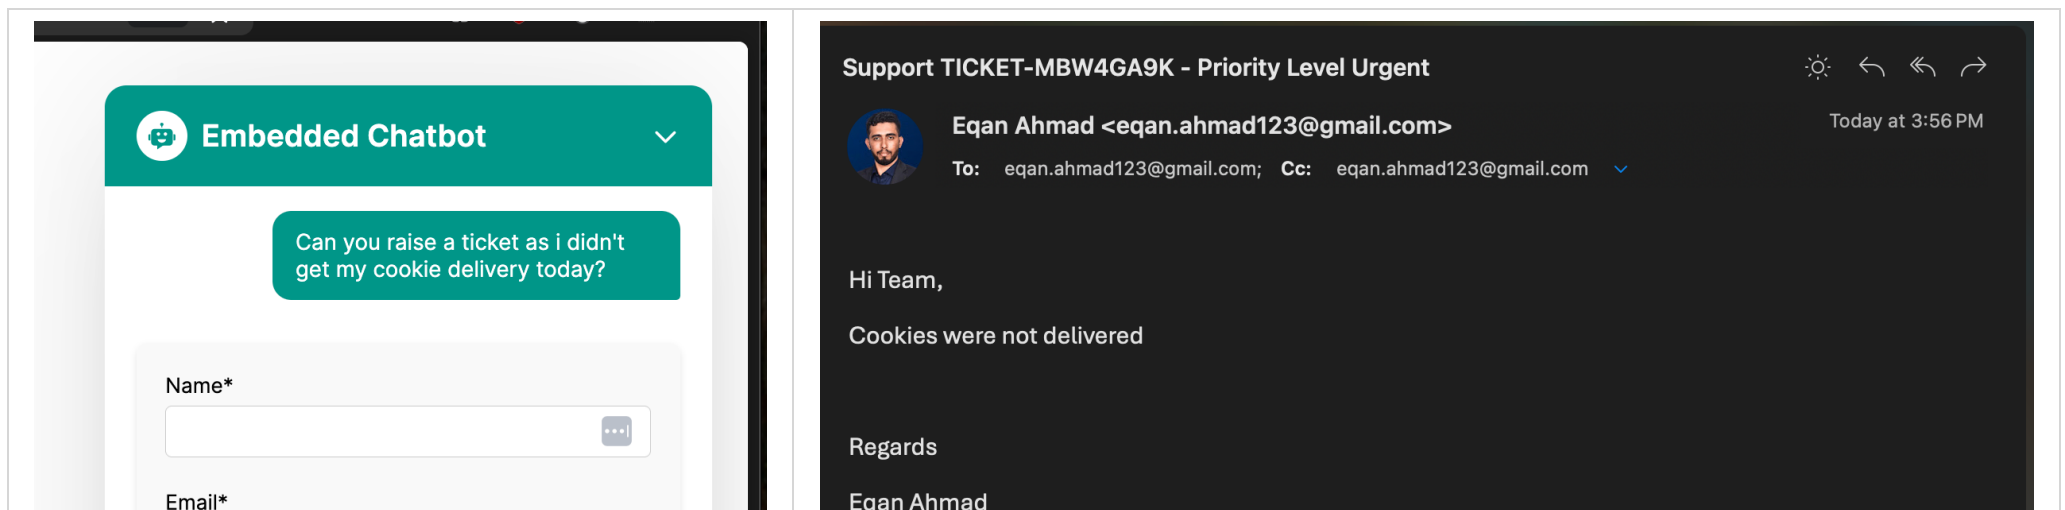 Embedded Chatbot
Can you raise a ticket as i didn't
get my cookie delivery today?
Name*
Email*
Support TICKET-MBW4GA9K - Priority Level Urgent
Eqan Ahmad <eqan.ahmad123@gmail.com>
Today at 3:56 PM
To: eqan.ahmad123@gmail.com; Cc: eqan.ahmad123@gmail.com
Hi Team,
Cookies were not delivered
Regards
Eqan Ahmad